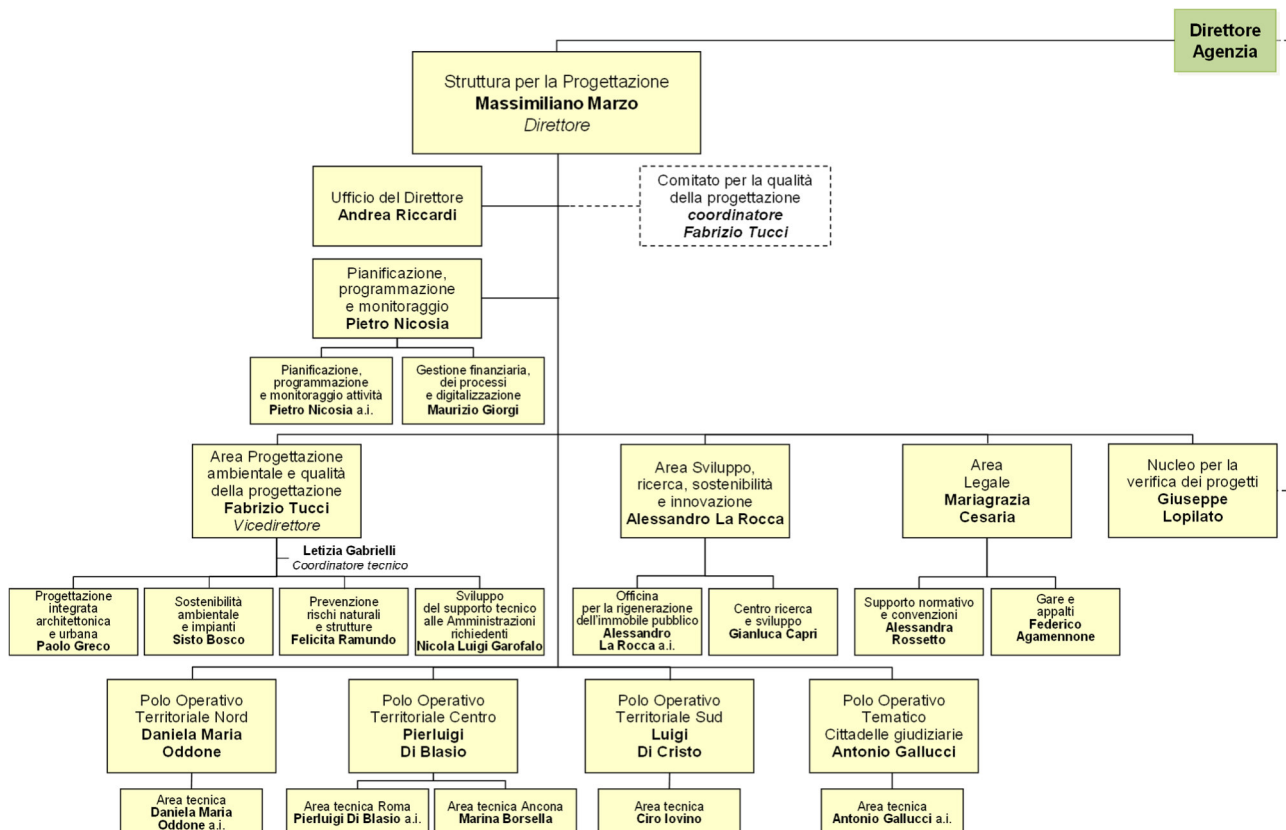 Direttore
Agenzia
Struttura per la Progettazione
Massimiliano Marzo
Direttore
Ufficio del Direttore
Andrea Riccardi
Comitato per la qualità
della progettazione
coordinatore
Fabrizio Tucci
Pianificazione,
programmazione
e monitoraggio
Pietro Nicosia
Pianificazione,
programmazione
e monitoraggio attività
Pietro Nicosia a.i.
Gestione finanziaria,
dei processi
e digitalizzazione
Maurizio Giorgi
Area Progettazione
ambientale e qualità
della progettazione
Fabrizio Tucci
Vicedirettore
Area Sviluppo,
ricerca, sostenibilità
e innovazione
Alessandro La Rocca
Area
Legale
Mariagrazia
Cesaria
Nucleo per la
verifica dei progetti
Giuseppe
Lopilato
Letizia Gabrielli
Coordinatore tecnico
Progettazione
integrata
architettonica
e urbana
Paolo Greco
Sostenibilità
ambientale
e impianti
Sisto Bosco
Prevenzione
rischi naturali
e strutture
Felicita Ramundo
Sviluppo
del supporto tecnico
alle Amministrazioni
richiedenti
Nicola Luigi Garofalo
Officina
per la rigenerazione
dell'immobile pubblico
Alessandro
La Rocca a.i.
Centro ricerca
e sviluppo
Gianluca Capri
Supporto normativo
e convenzioni
Alessandra
Rossetto
Gare e
appalti
Federico
Agamennone
Polo Operativo
Territoriale Nord
Daniela Maria
Oddone
Polo Operativo
Territoriale Centro
Pierluigi
Di Blasio
Polo Operativo
Territoriale Sud
Luigi
Di Cristo
Polo Operativo
Tematico
Cittadelle giudiziarie
Antonio Gallucci
Area tecnica
Daniela Maria
Oddone a.i.
Area tecnica Roma
Pierluigi Di Blasio a.i.
Area tecnica Ancona
Marina Borsella
Area tecnica
Ciro Iovino
Area tecnica
Antonio Gallucci a.i.